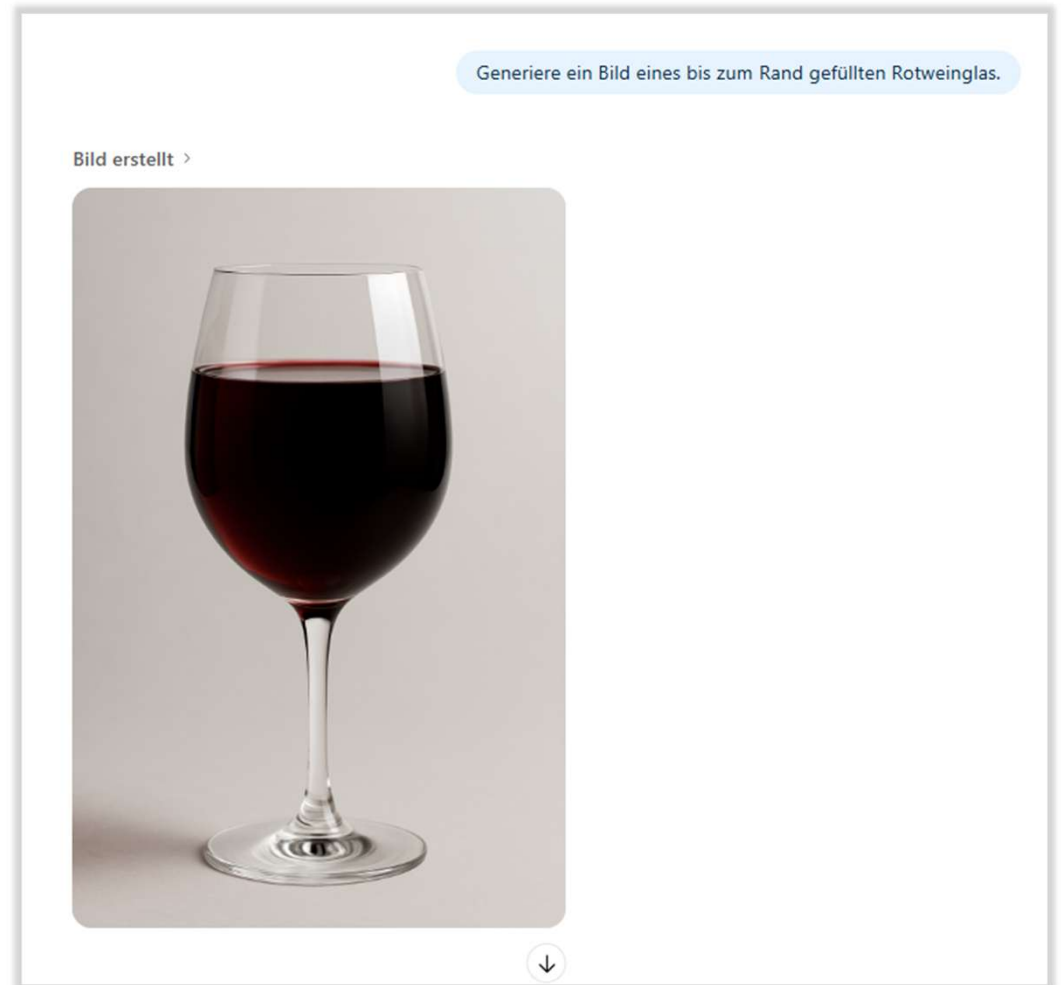 Generiere ein Bild eines bis zum Rand gefüllten Rotweinglas.
Bild erstellt